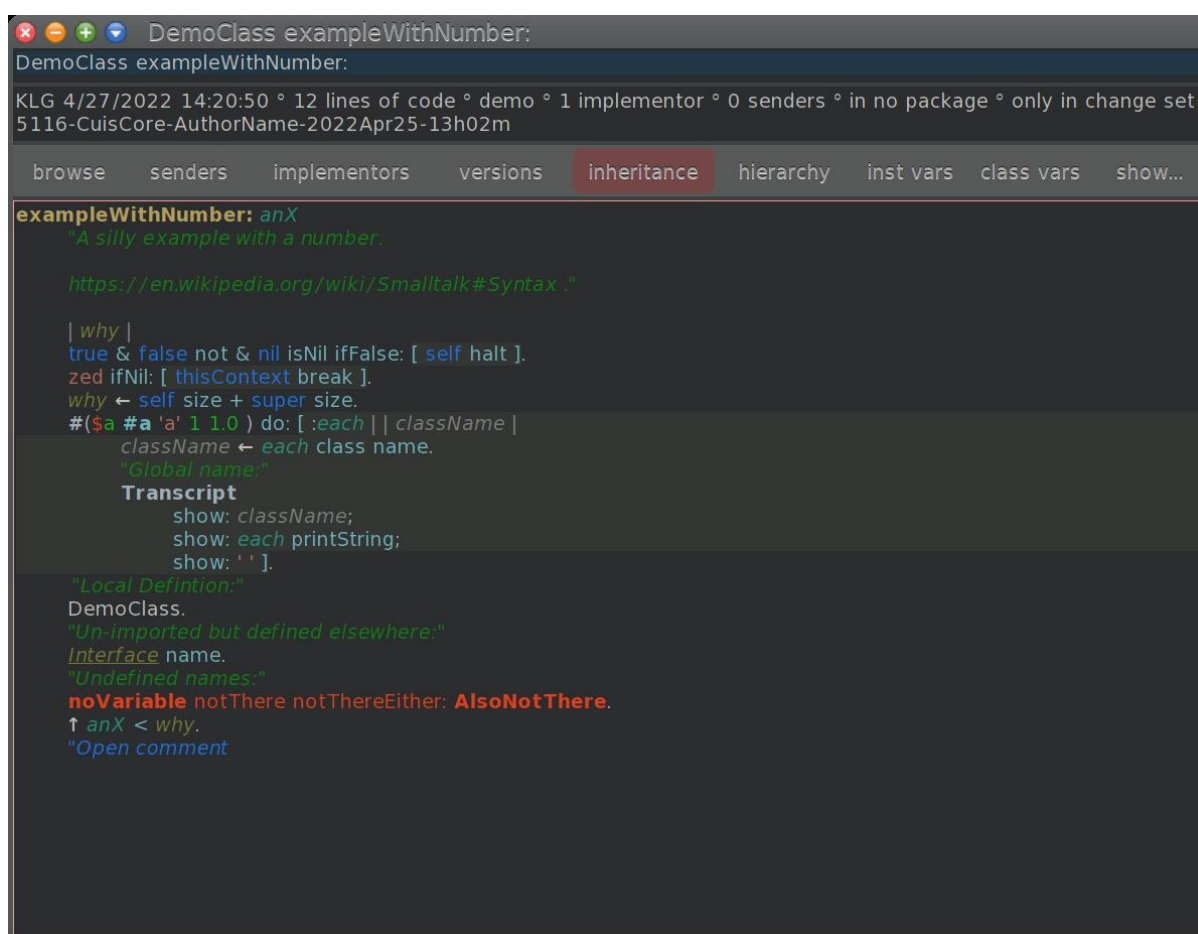 DemoClass exampleWithNumber:
DemoClass exampleWithNumber:
KLG 4/27/2022 14:20:50 ° 12 lines of code ° demo ° 1 implementor ° 0 senders ° in no package ° only in change set
5116-CuisCore-AuthorName-2022Apr25-13h02m
browse senders implementors versions inheritance hierarchy inst vars class vars show...
exampleWithNumber: anX
"A silly example with a number.
https://en.wikipedia.org/wiki/Smalltalk#Syntax ."
| why |
true & false not & nil isNil ifFalse: [ self halt ].
zed ifNil: [ thisContext break ].
why ← self size + super size.
#($a #a 'a' 1 1.0 ) do: [ :each | | className |
className ← each class name.
"Global name:"
Transcript
show: className;
show: each printString;
show: ' ' ].
"Local Defintion:"
DemoClass.
"Un-imported but defined elsewhere:"
Interface name.
"Undefined names:"
noVariable notThere notThereEither: AlsoNotThere.
↑ anX < why.
"Open comment